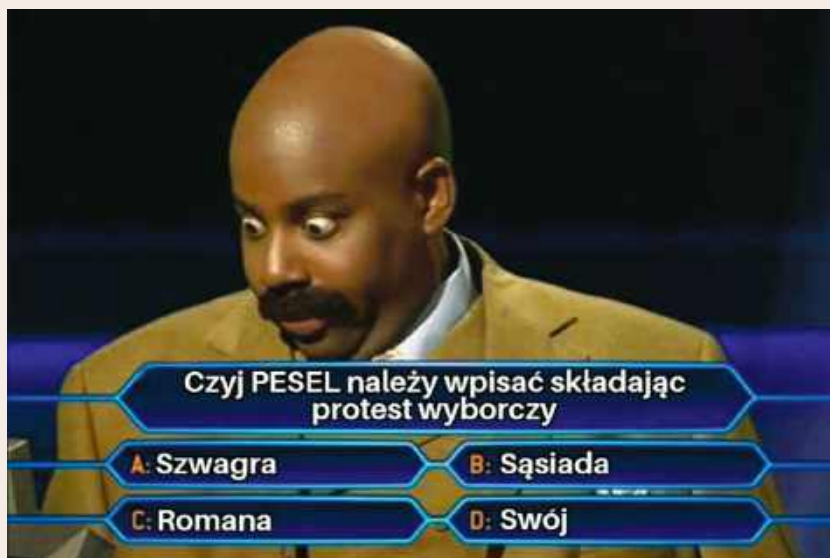 Czyj PESEL należy wpisać składając
protest wyborczy
A: Szwagra
B: Sąsiada
C: Romana
D: Swój